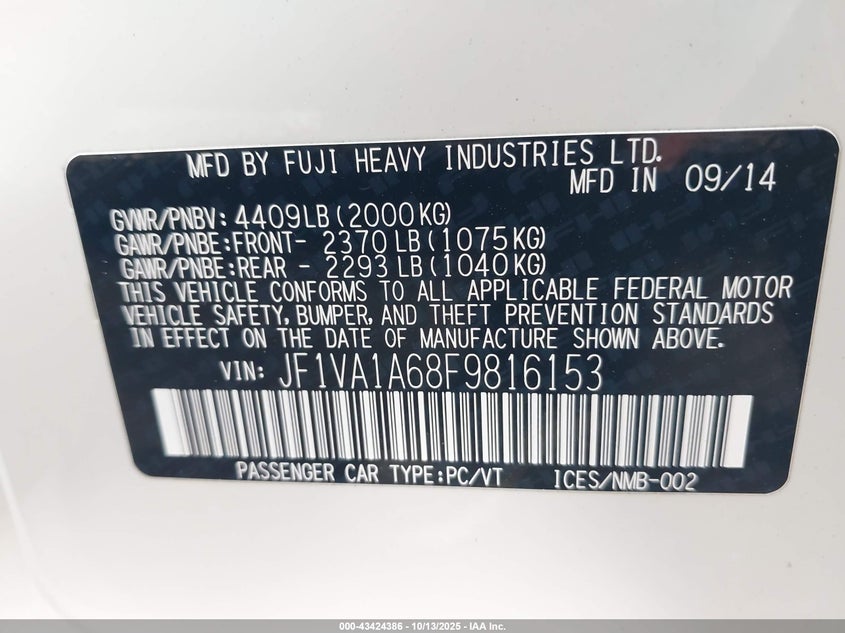 MFD BY FUJI HEAVY INDUSTRIES LTD.
MFD IN 09/14
GVWR/PNBV: 4409LB(2000KG)
GAWR/PNBE:FRONT- 2370LB(1075KG)
GAWR/PNBE:REAR - 2293LB(1040KG)
THIS VEHICLE CONFORMS TO ALL APPLICABLE FEDERAL MOTOR
VEHICLE SAFETY, BUMPER, AND THEFT PREVENTION STANDARDS
IN EFFECT ON THE DATE OF MANUFACTURE SHOWN ABOVE.
VIN: JF1VA1A68F9816153
PASSENGER CAR TYPE:PC/VT ICES/NMB-002
000-43424386 - 10/13/2025 - IAA Inc.